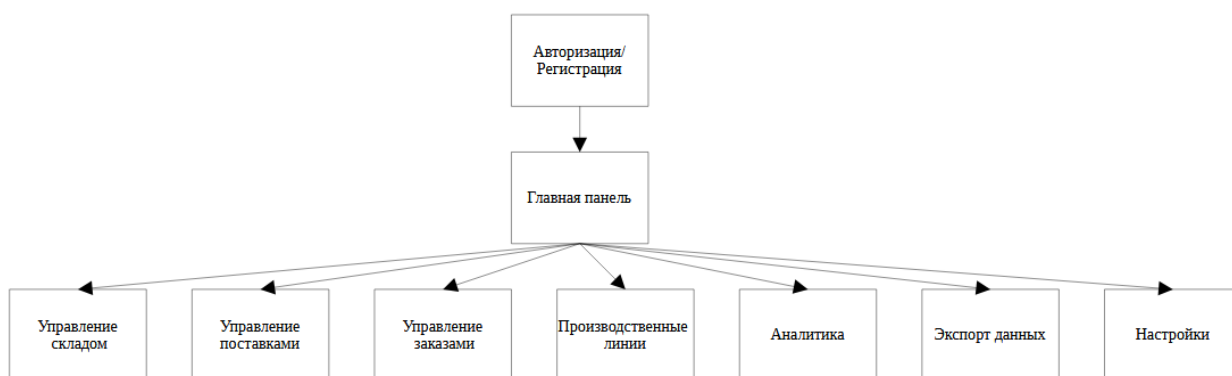 Авторизация/
Регистрация
Главная панель
Управление
складом
Управление
поставками
Управление
заказами
Производственные
линии
Аналитика
Экспорт данных
Настройки